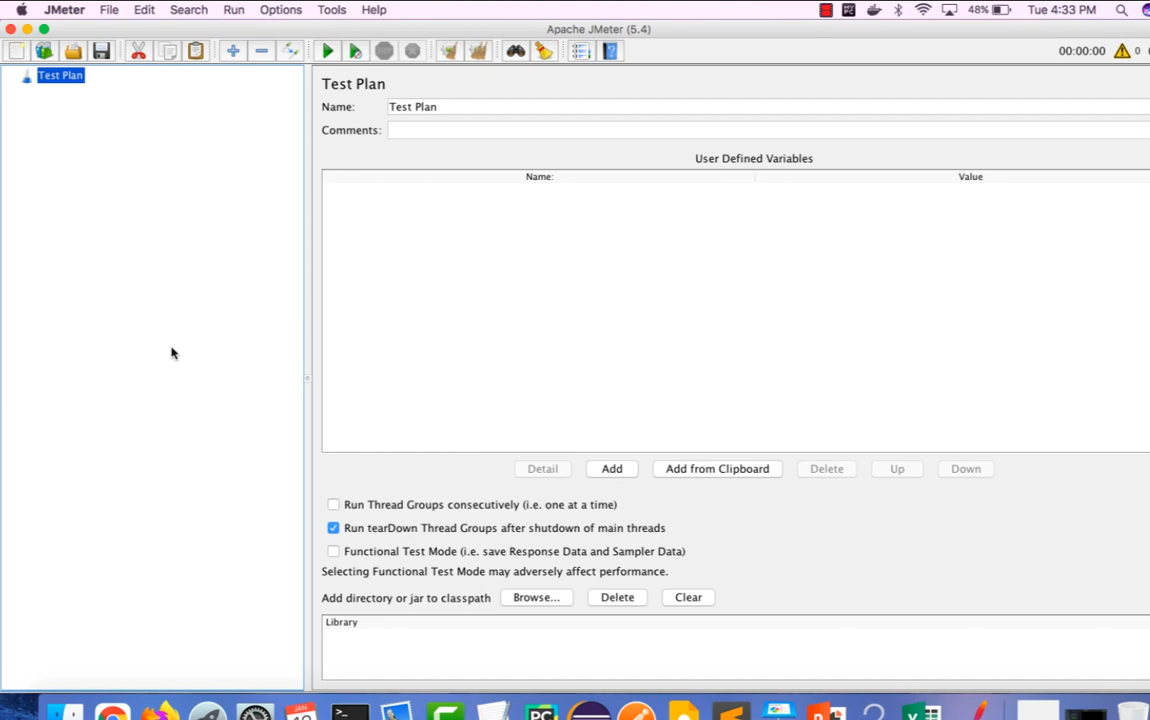 JMeter File Edit Search Run Options Tools Help 48% Tue 4:33 PM
Apache JMeter (5.4)
00:00:00 0
Test Plan
Test Plan
Name: Test Plan
Comments:
User Defined Variables
Name: Value
Detail Add Add from Clipboard Delete Up Down
Run Thread Groups consecutively (i.e. one at a time)
Run tearDown Thread Groups after shutdown of main threads
Functional Test Mode (i.e. save Response Data and Sampler Data)
Selecting Functional Test Mode may adversely affect performance.
Add directory or jar to classpath Browse... Delete Clear
Library
JAN
PC